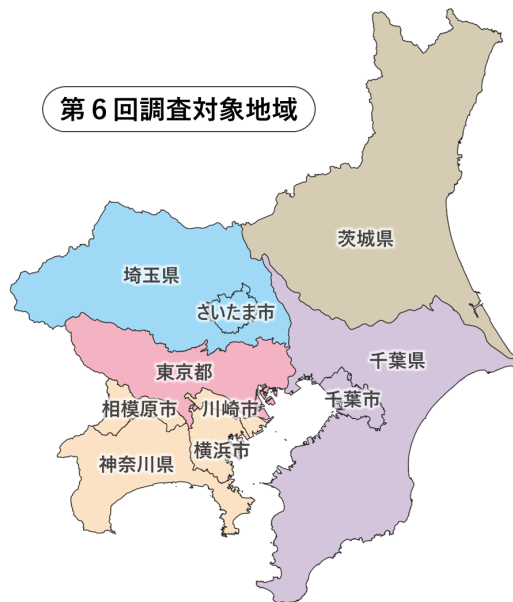 第6回調査対象地域
茨城県
埼玉県
さいたま市
千葉県
東京都
千葉市
相模原市
川崎市
横浜市
神奈川県